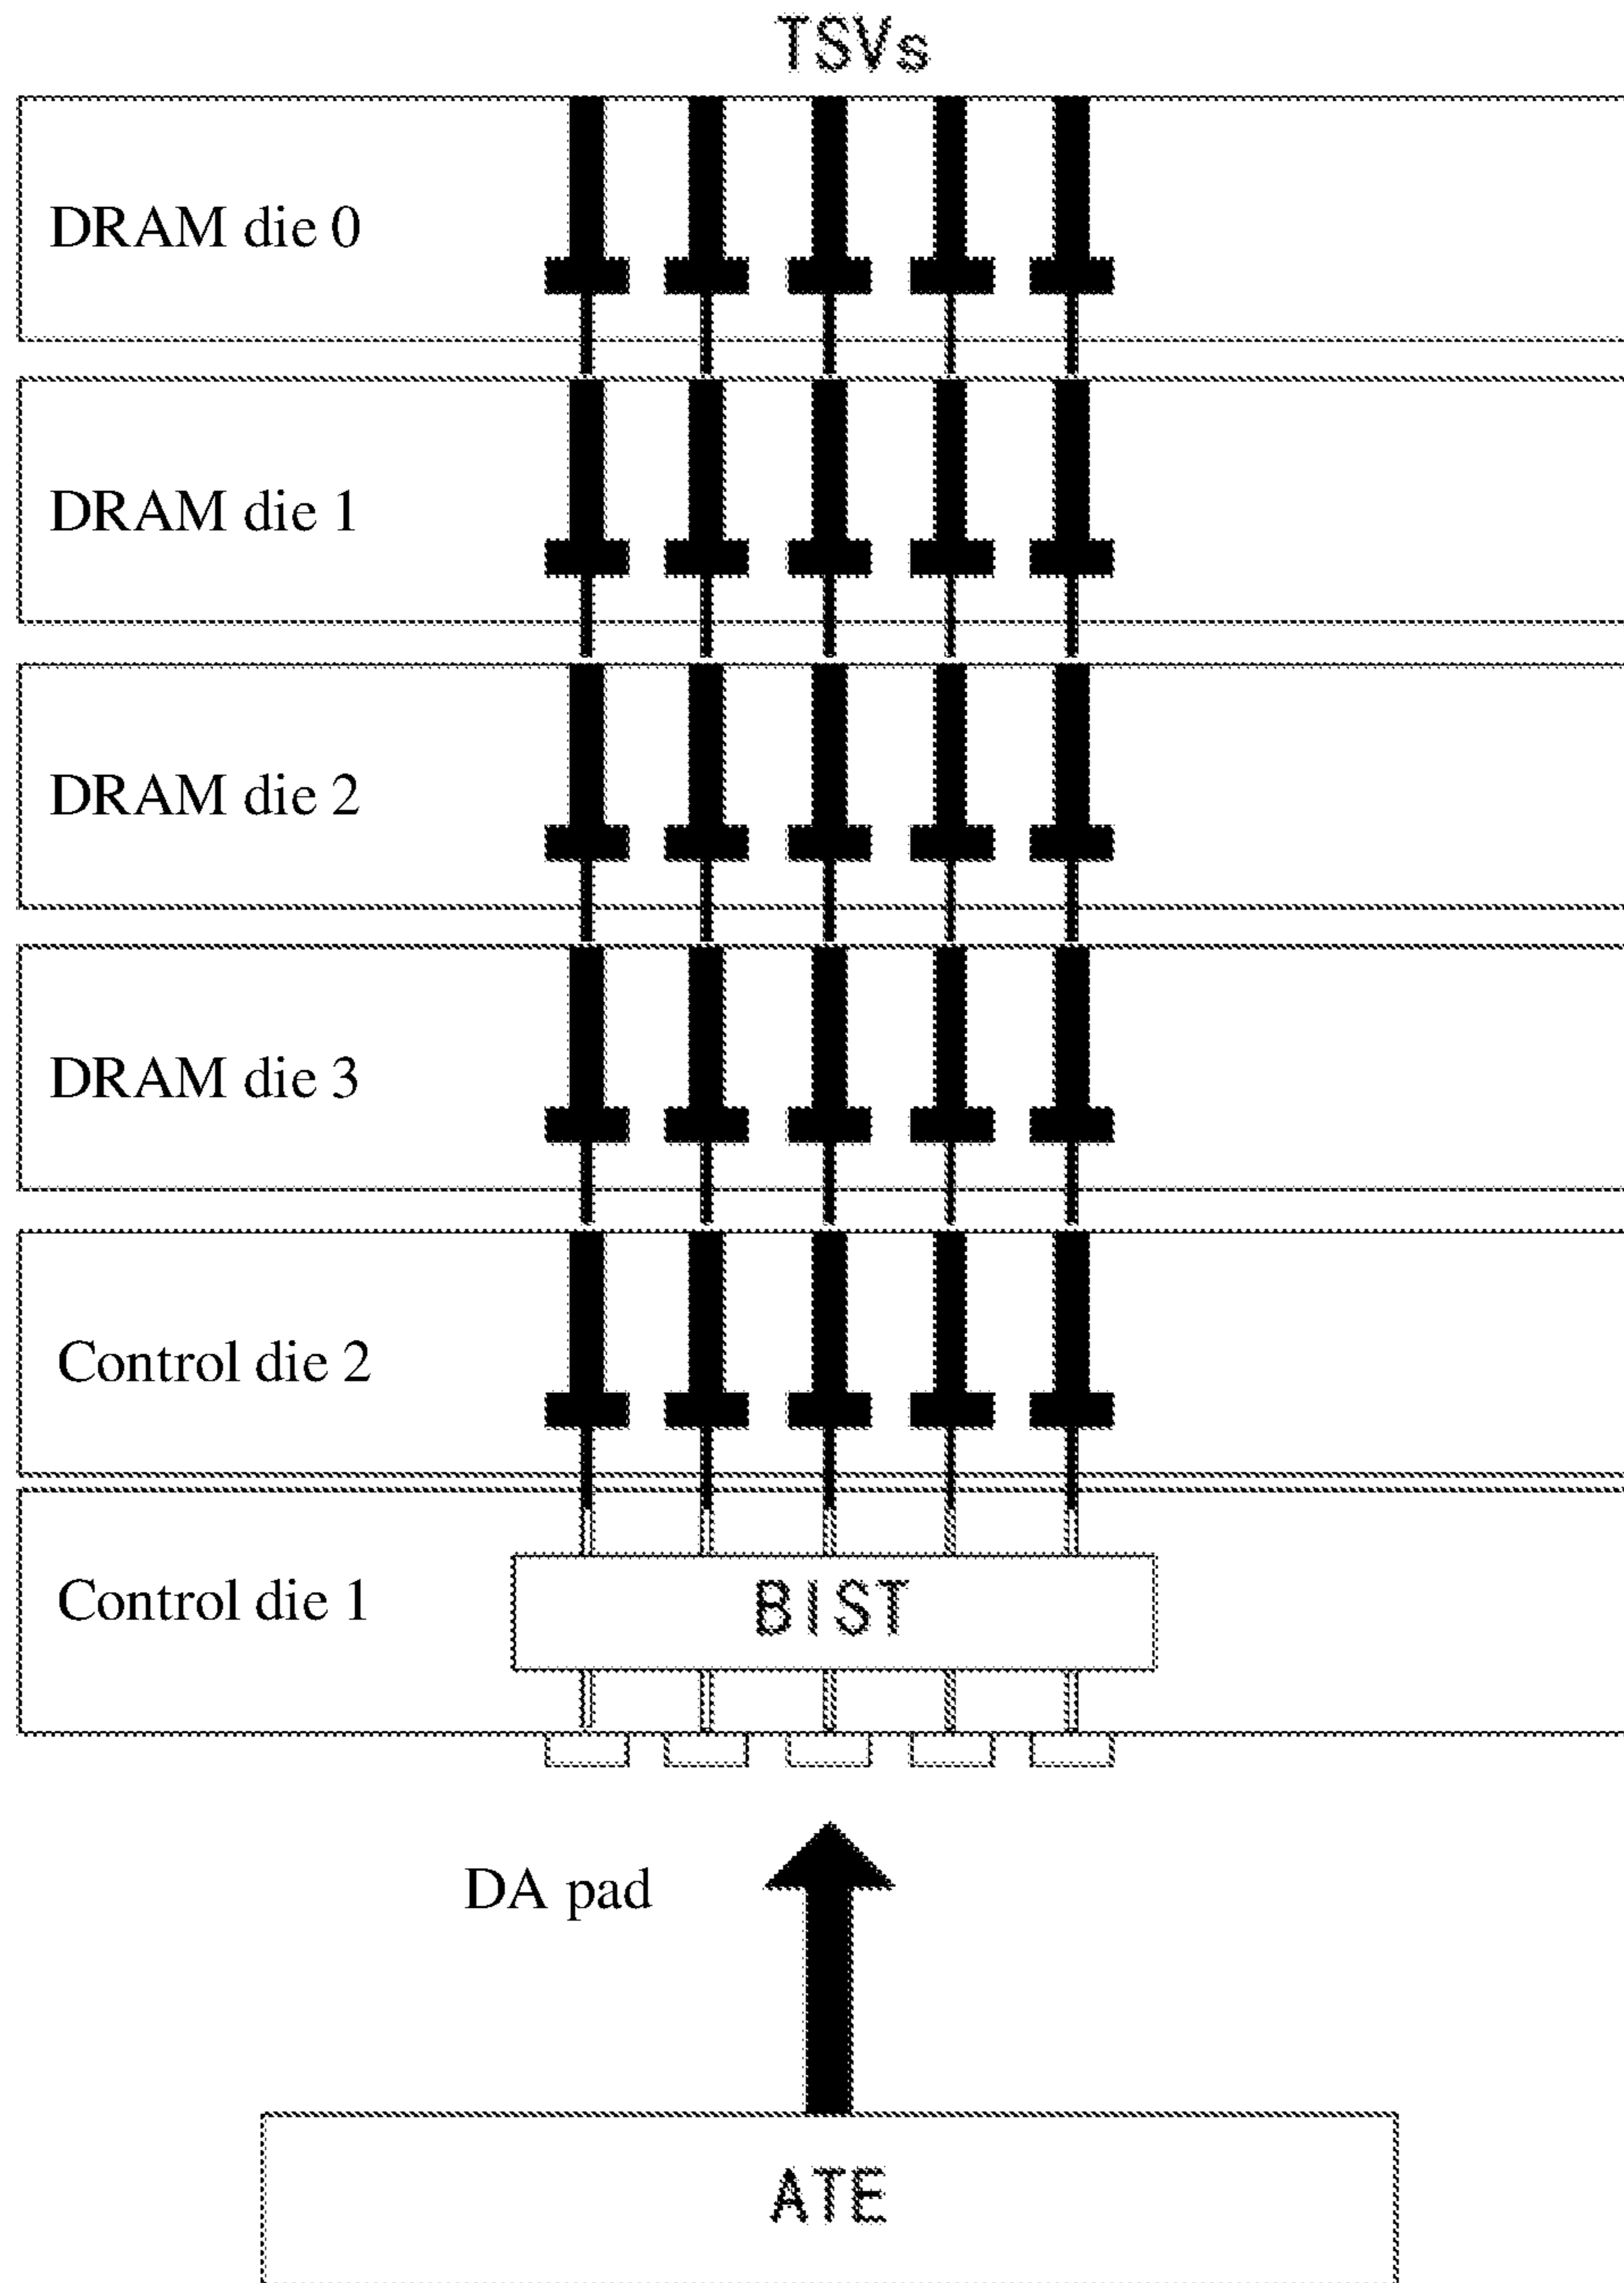 TSVs
DRAM die 0
DRAM die 1
DRAM die 2
DRAM die 3
Control die 2
Control die 1
BIST
DA pad
ATE